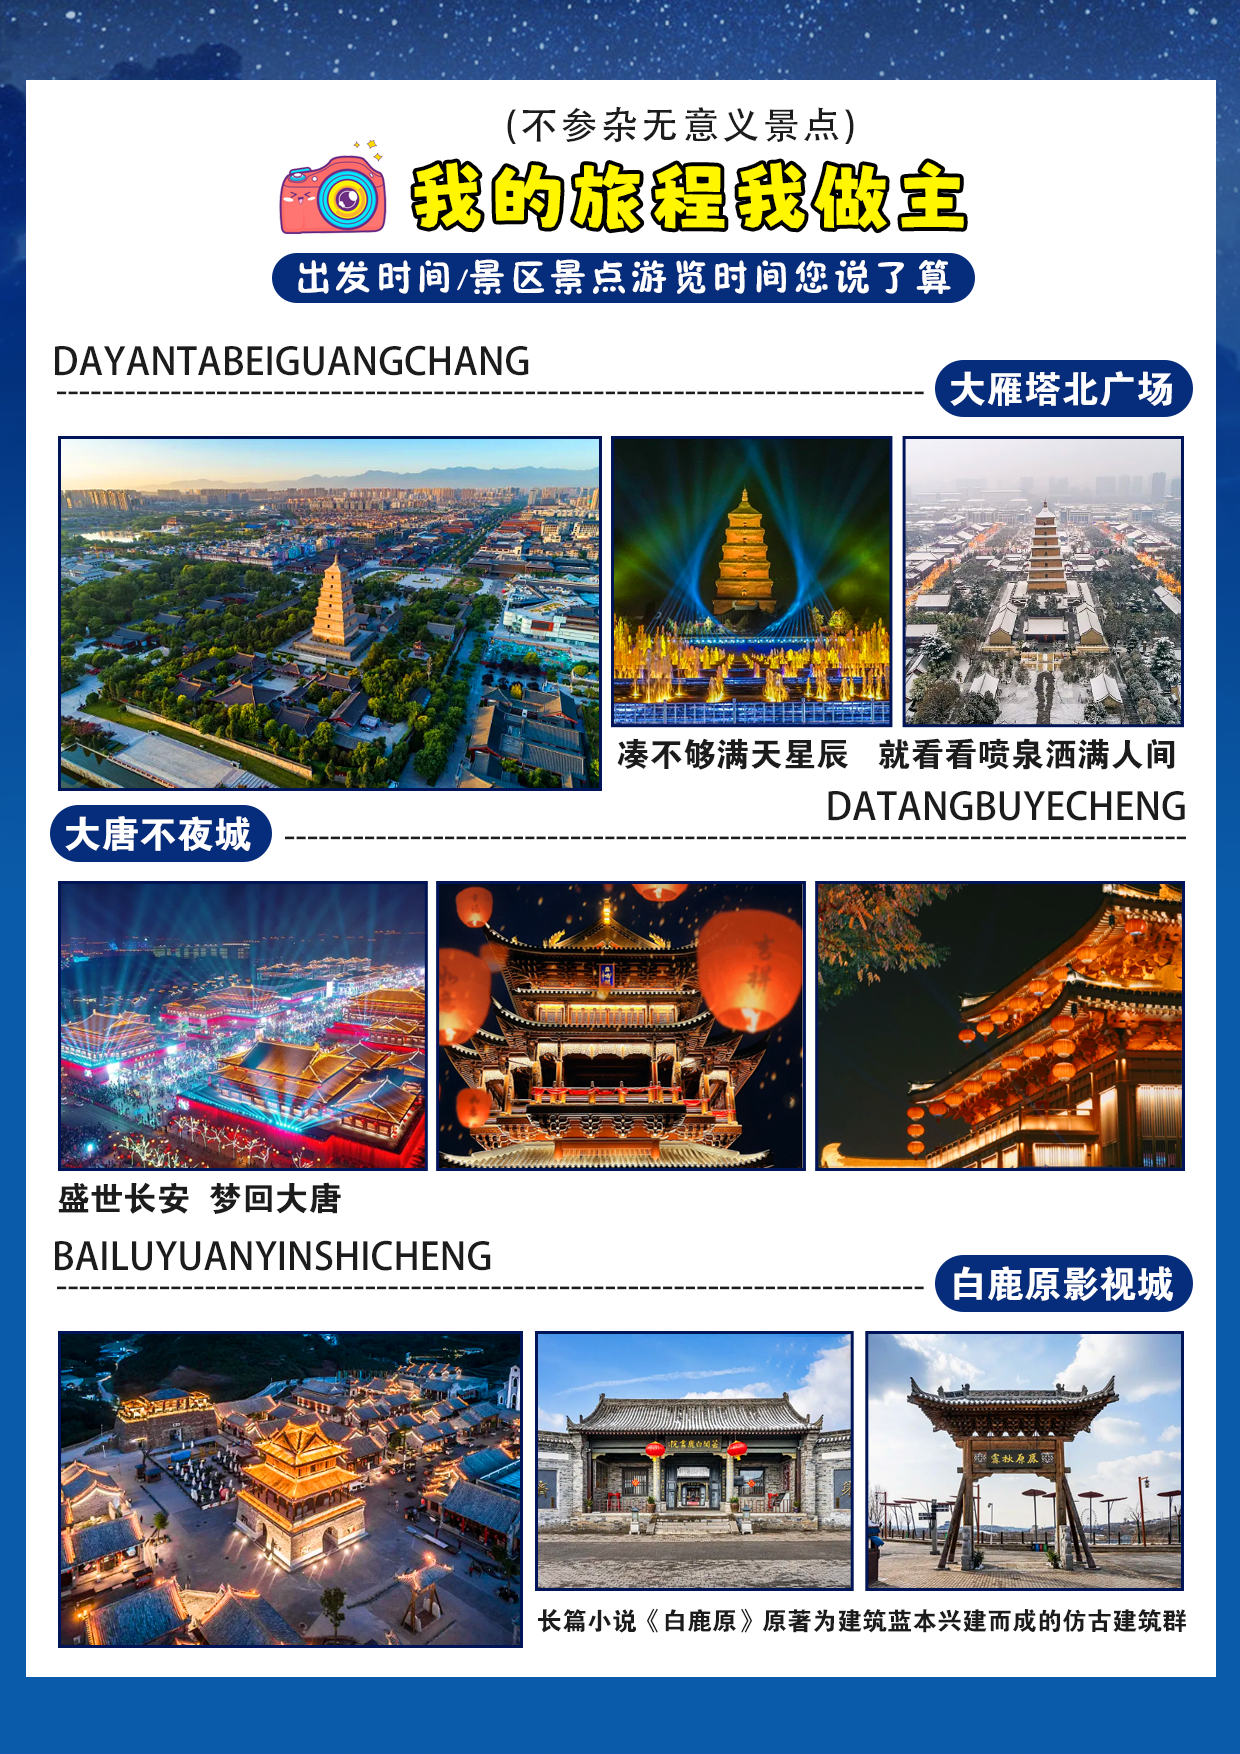 (不参杂无意义景点)
我的旅程我做主
出发时间/景区景点游览时间您说了算
DAYANTABEIGUANGCHANG
大雁塔北广场
凑不够满天星辰 就看看喷泉洒满人间
DATANGBUYECHENG
大唐不夜城
吉祥
盛世长安 梦回大唐
BAILUYUANYINSHICHENG
白鹿原影视城
長篇小说《白鹿原》原著为建筑蓝本兴建而成的仿古建筑群